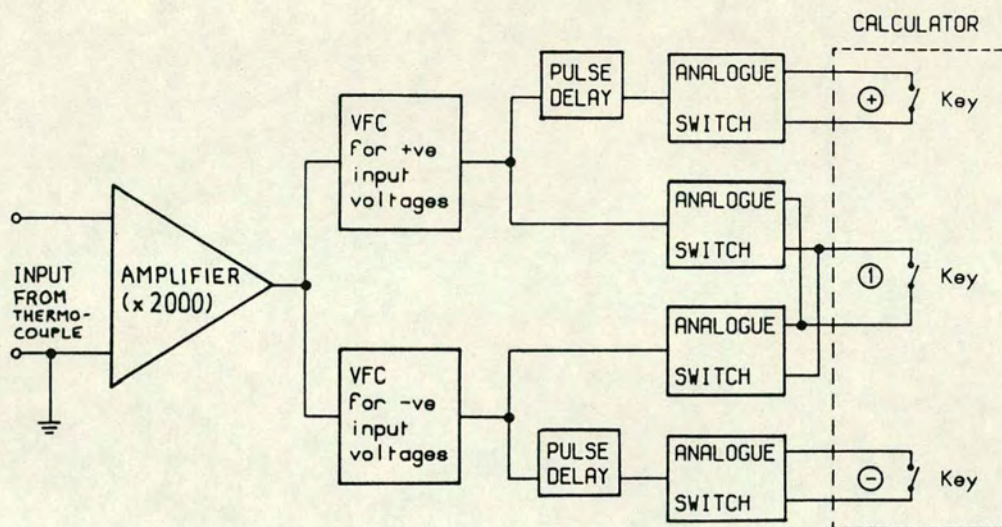 CALCULATOR
PULSE
DELAY
ANALOGUE
SWITCH
+
Key
VFC
for +ve
input
voltages
ANALOGUE
SWITCH
1
Key
INPUT
FROM
THERMO-
COUPLE
AMPLIFIER
(x 2000)
ANALOGUE
SWITCH
VFC
for -ve
input
voltages
PULSE
DELAY
ANALOGUE
SWITCH
-
Key